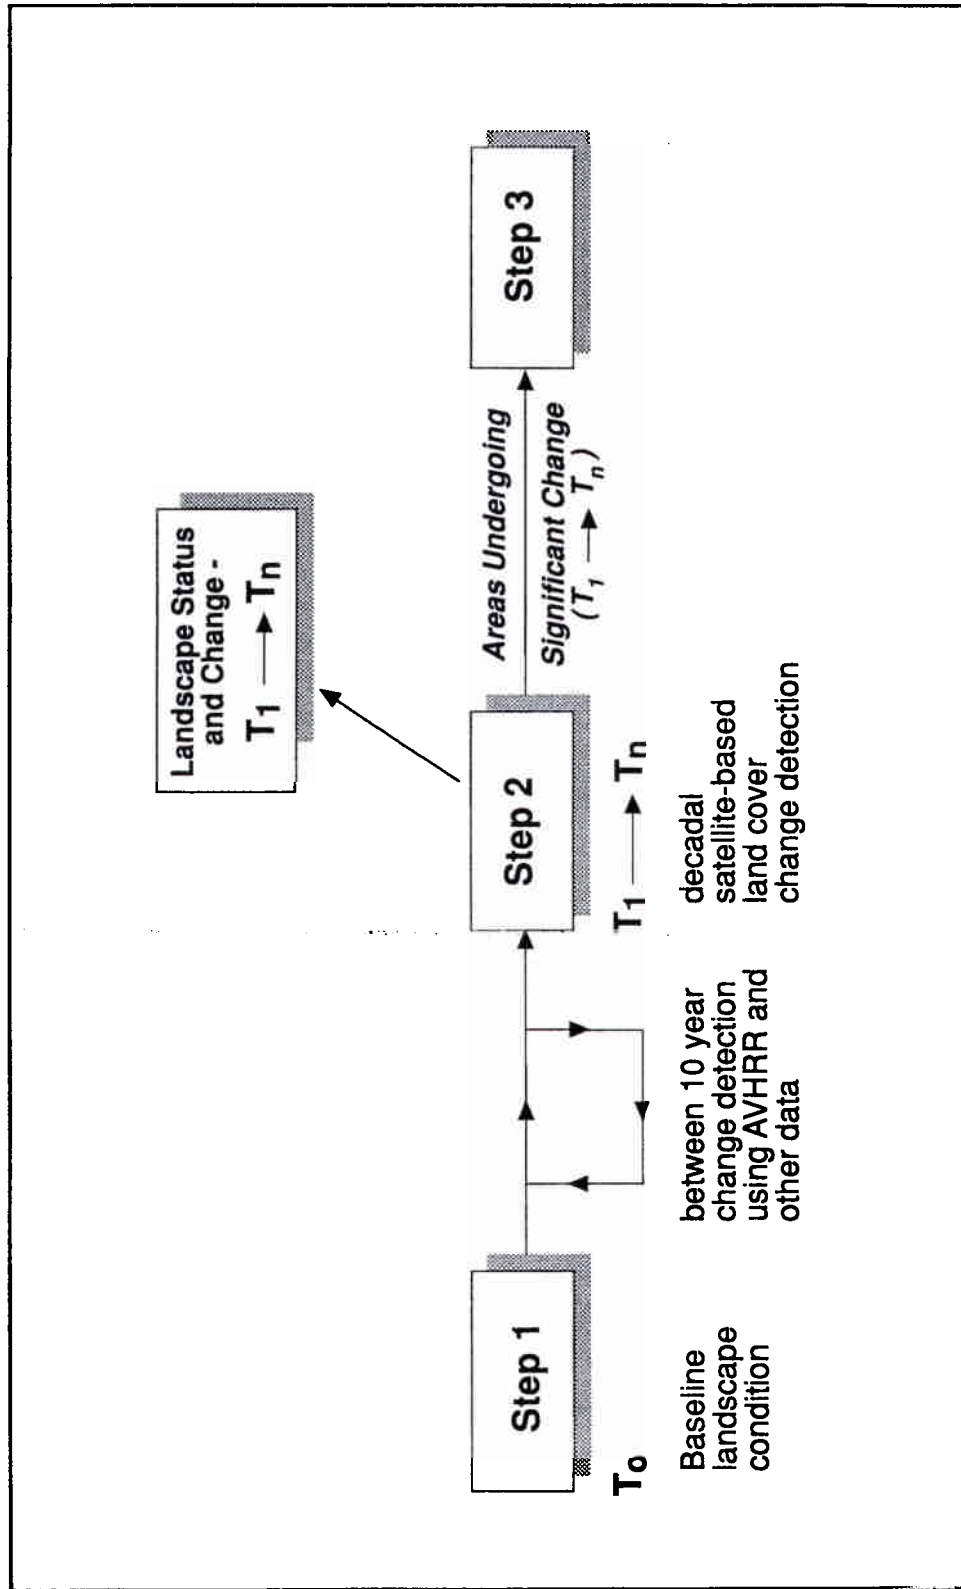 Landscape Status
and Change -
T1 → Tn
Step 1
Step 2
Areas Undergoing
Significant Change
(T1 → Tn)
Step 3
To
Baseline
landscape
condition
between 10 year
change detection
using AVHRR and
other data
T1 → Tn
decadal
satellite-based
land cover
change detection